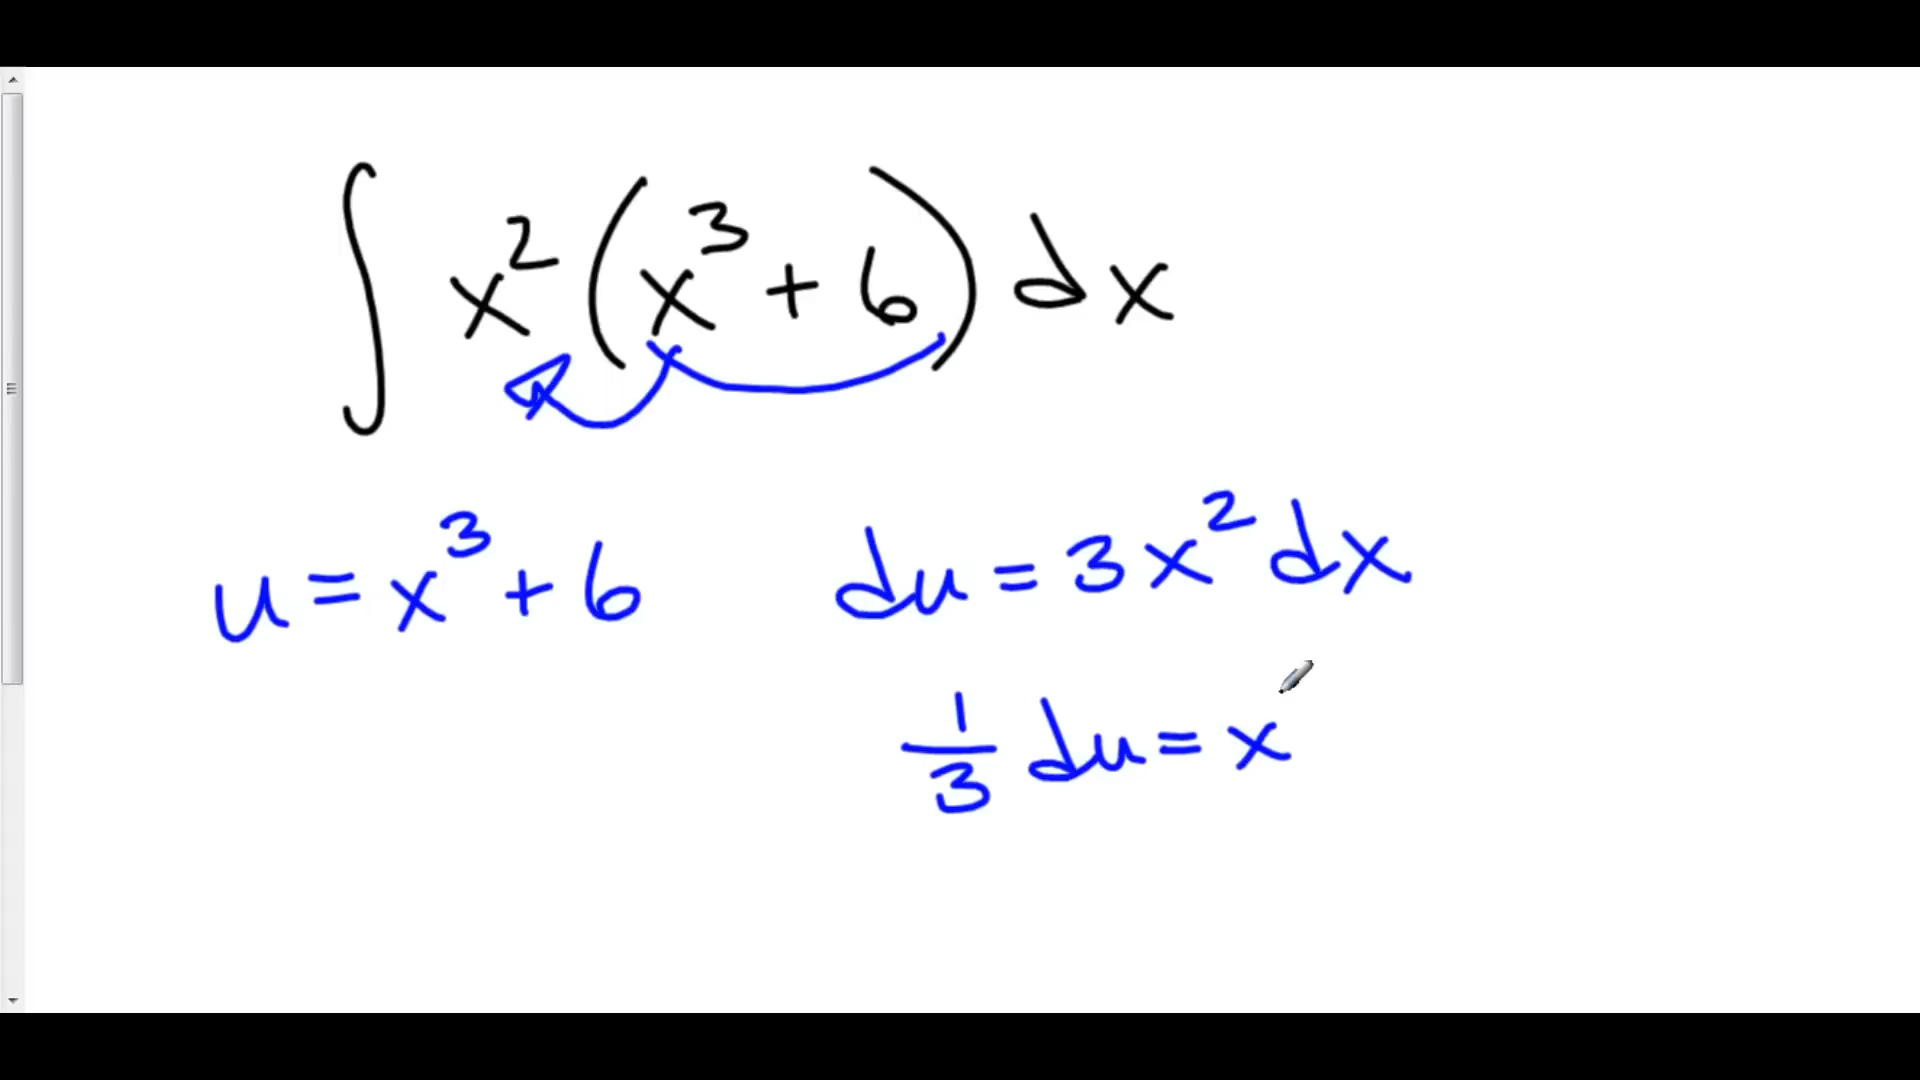 ∫ x² (x³ + 6) dx
u = x³ + 6 du = 3x² dx
1/3 du = x